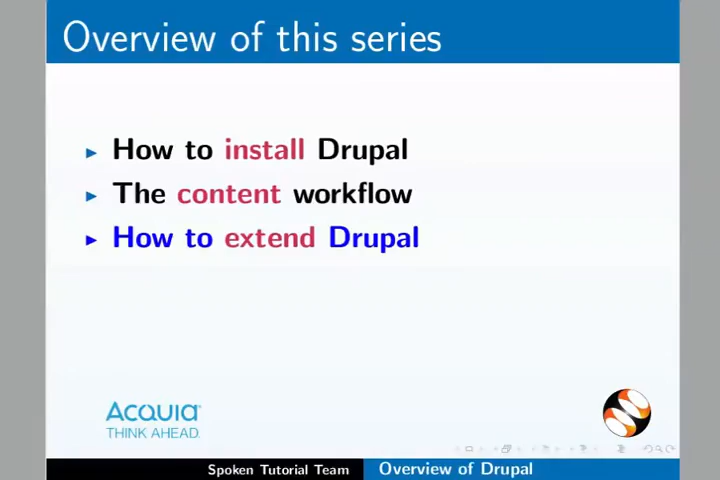 Overview of this series
How to install Drupal
The content workflow
How to extend Drupal
Acquia
THINK AHEAD.
Spoken Tutorial Team
Overview of Drupal